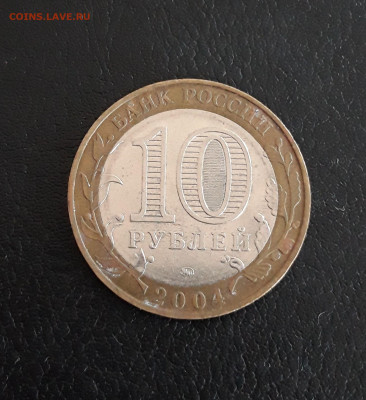 COINS.LAVE.RU
БАНК РОССИИ
10
РУБЛЕЙ
2004